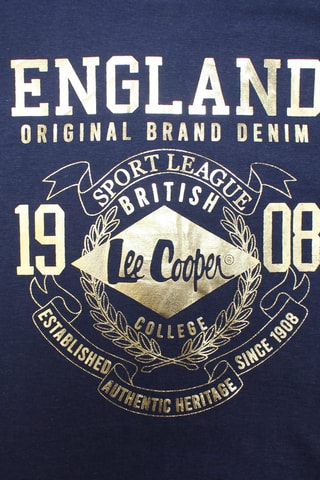 ENGLAND
ORIGINAL BRAND DENIM
SPORT LEAGUE
BRITISH
19 08
Lee Cooper®
COLLEGE
ESTABLISHED SINCE 1908
AUTHENTIC HERITAGE